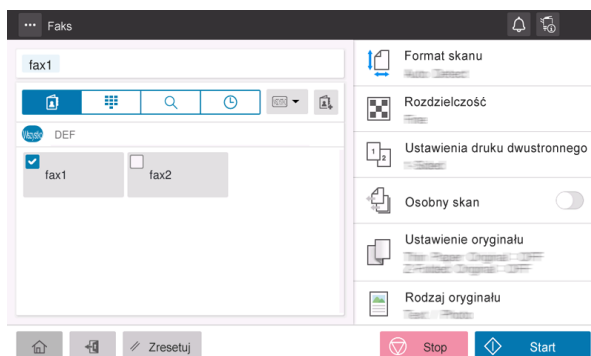 Faks
fax1
Wszystko DEF
fax1
fax2
Format skanu
Rozdzielczość
Ustawienia druku dwustronnego
Osobny skan
Ustawienie oryginału
Rodzaj oryginału
Zresetuj
Stop
Start